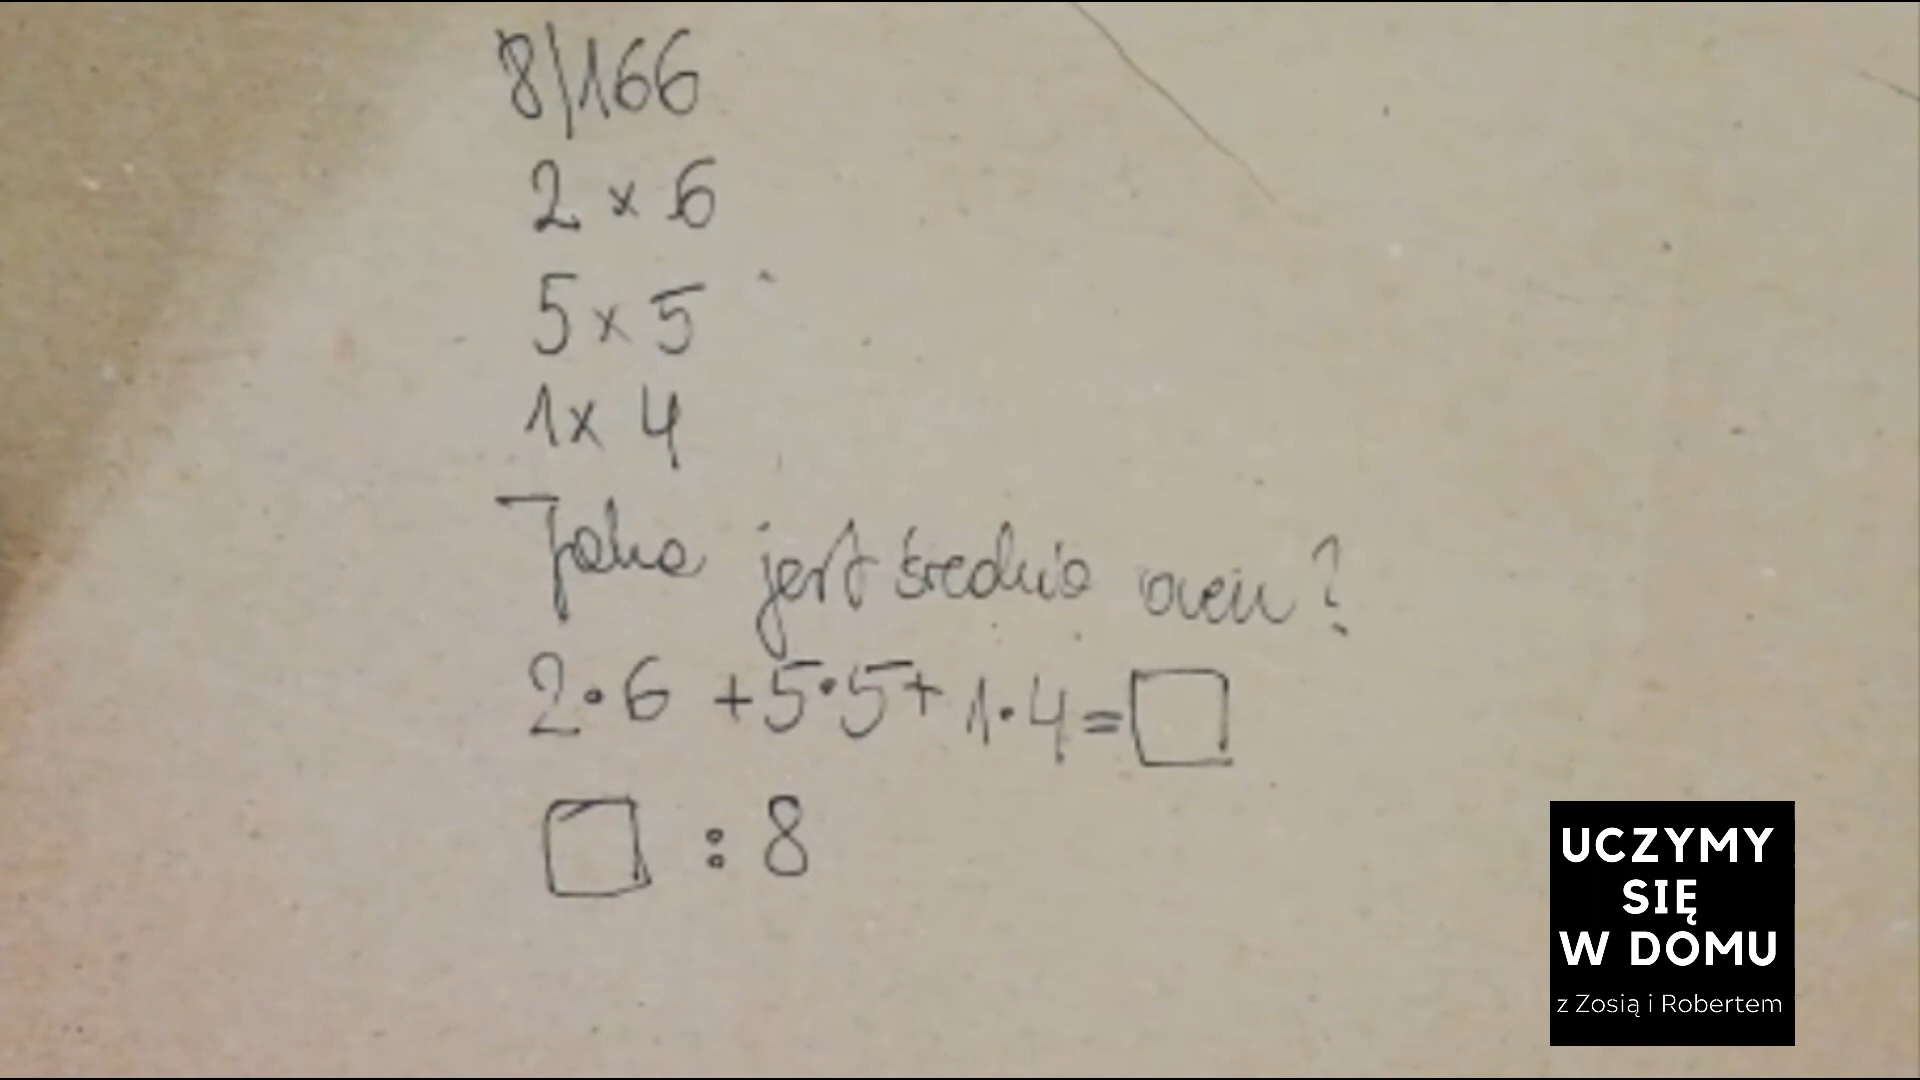 8/166
2 x 6
5 x 5
1 x 4
Jaka jest średnia ocen?
2·6 +5·5+ 1·4=□
□ : 8
UCZYMY
SIĘ
W DOMU
z Zosią i Robertem